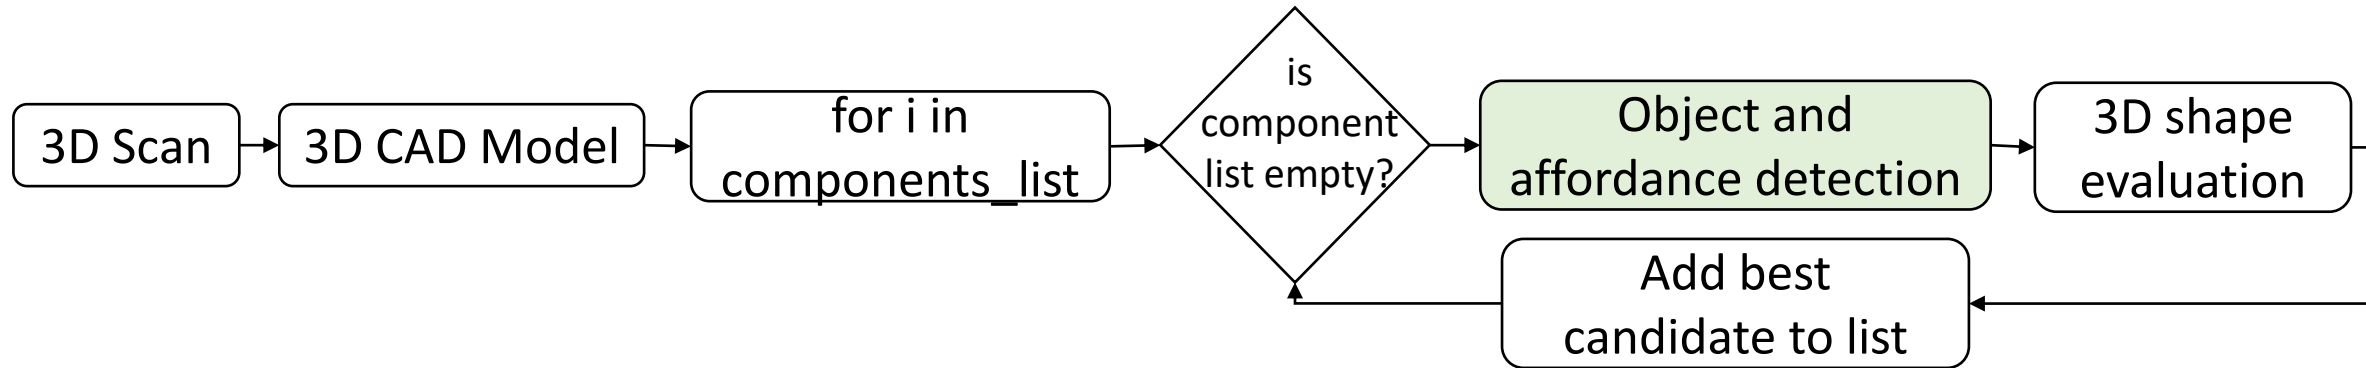 3D Scan
3D CAD Model
for i in
components_list
is
component
list empty?
Object and
affordance detection
3D shape
evaluation
Add best
candidate to list